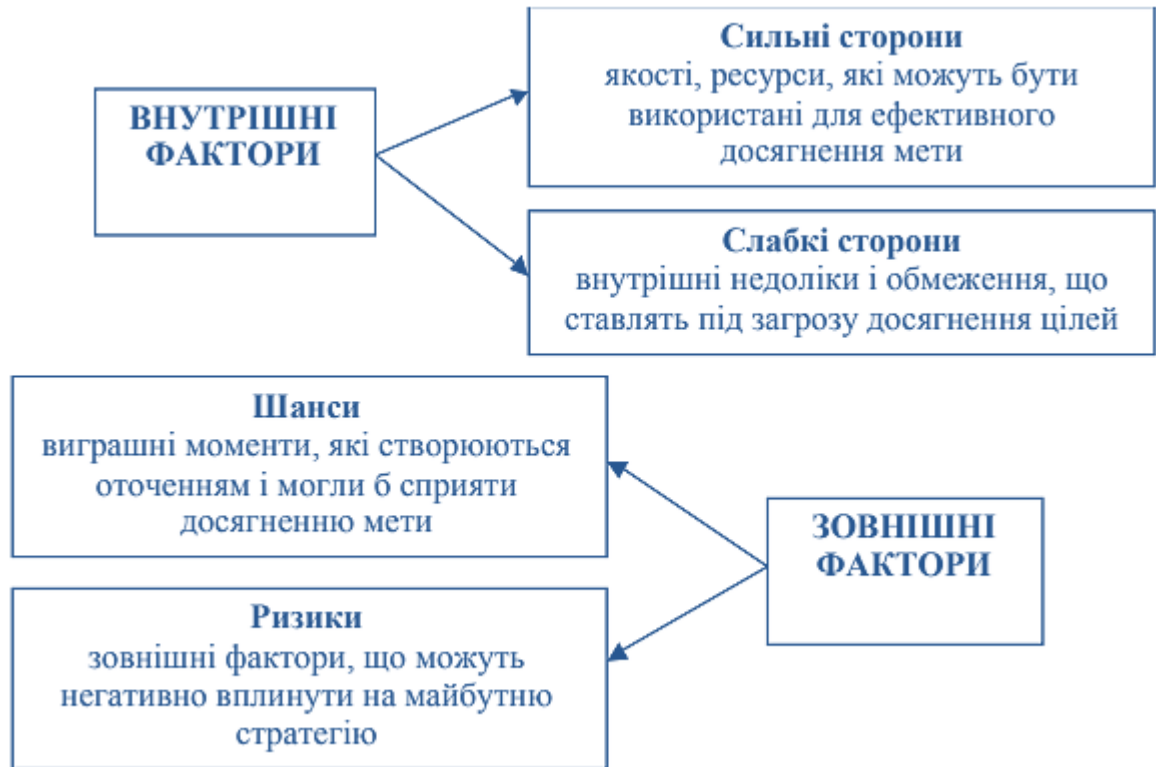 ВНУТРІШНІ
ФАКТОРИ
Сильні сторони
якості, ресурси, які можуть бути
використані для ефективного
досягнення мети
Слабкі сторони
внутрішні недоліки і обмеження, що
ставлять під загрозу досягнення цілей
Шанси
виграшні моменти, які створюються
оточенням і могли б сприяти
досягненню мети
ЗОВНІШНІ
ФАКТОРИ
Ризики
зовнішні фактори, що можуть
негативно вплинути на майбутню
стратегію